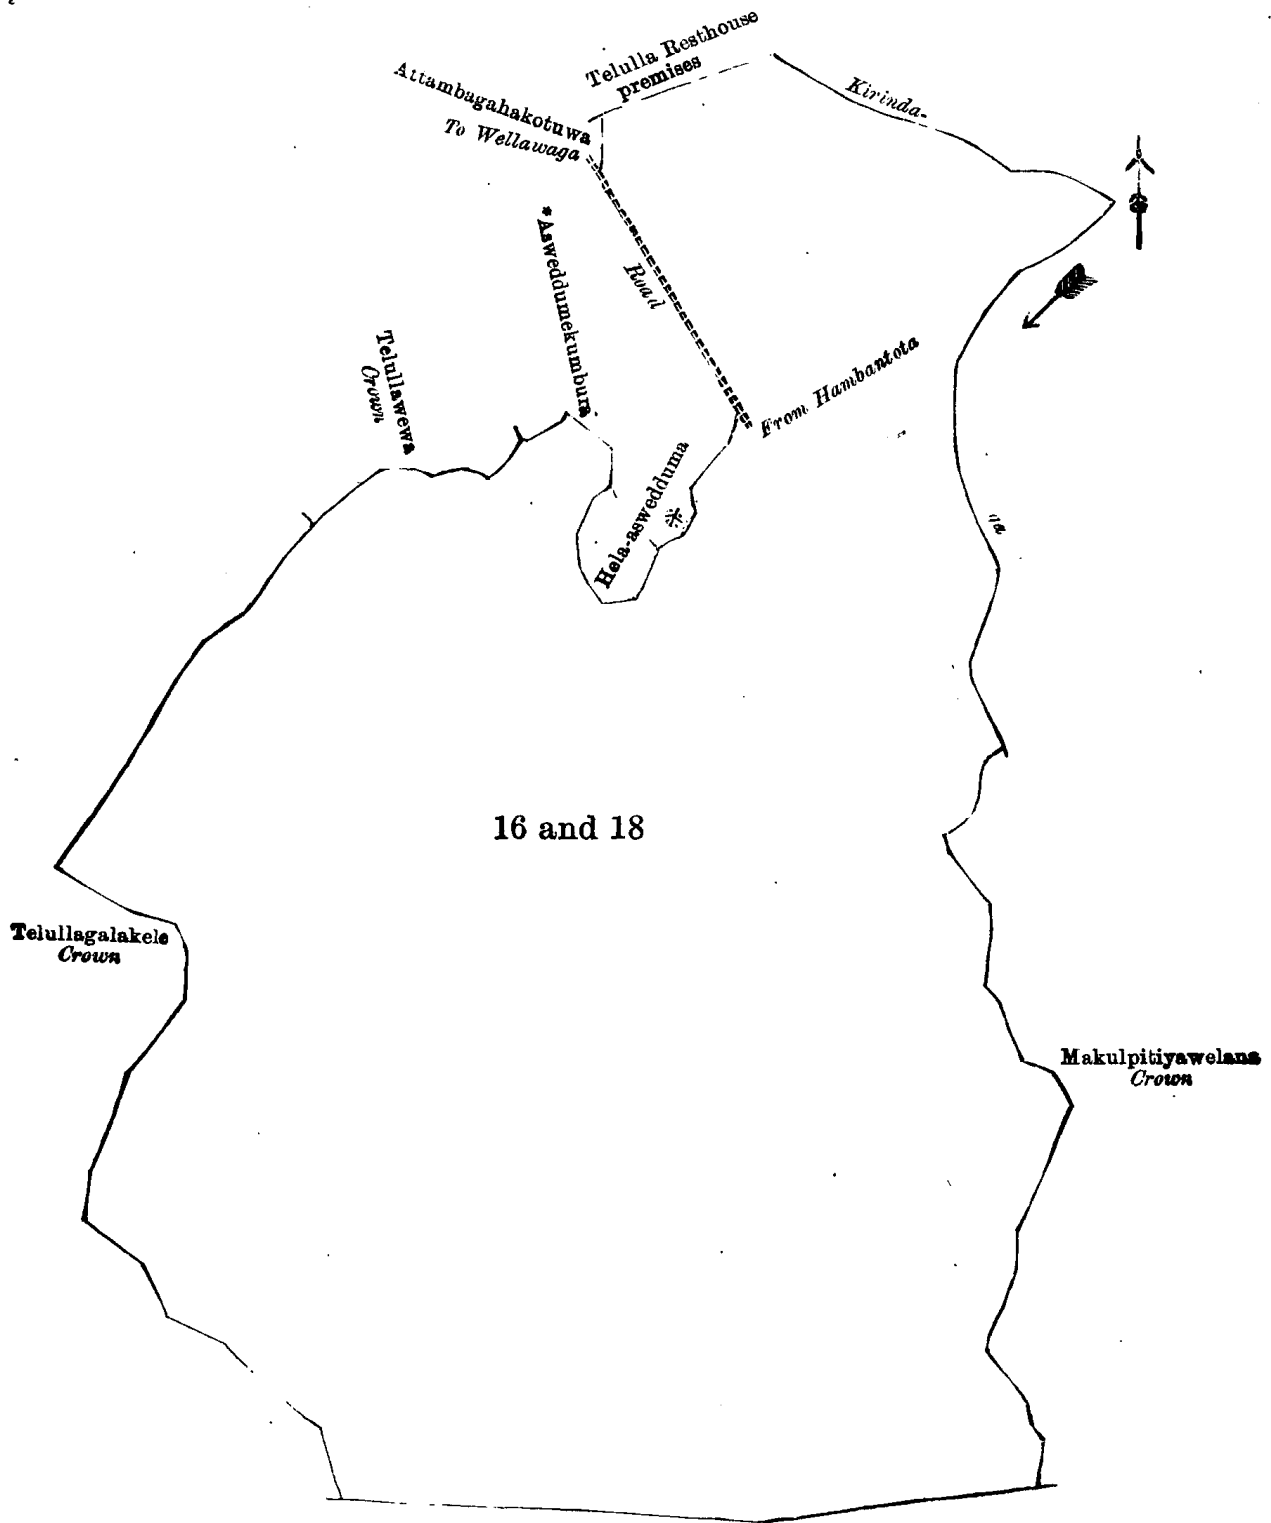 Telulla Resthouse
premises
Attambagahakotuwa
To Wellawaga
Kirinda-
*Asweddumekumbura
Road
Telullawewa
Crown
From Hambantota
Hela-aswedduma
*
16 and 18
Telullagalakele
Crown
Makulpitiyawelana
Crown